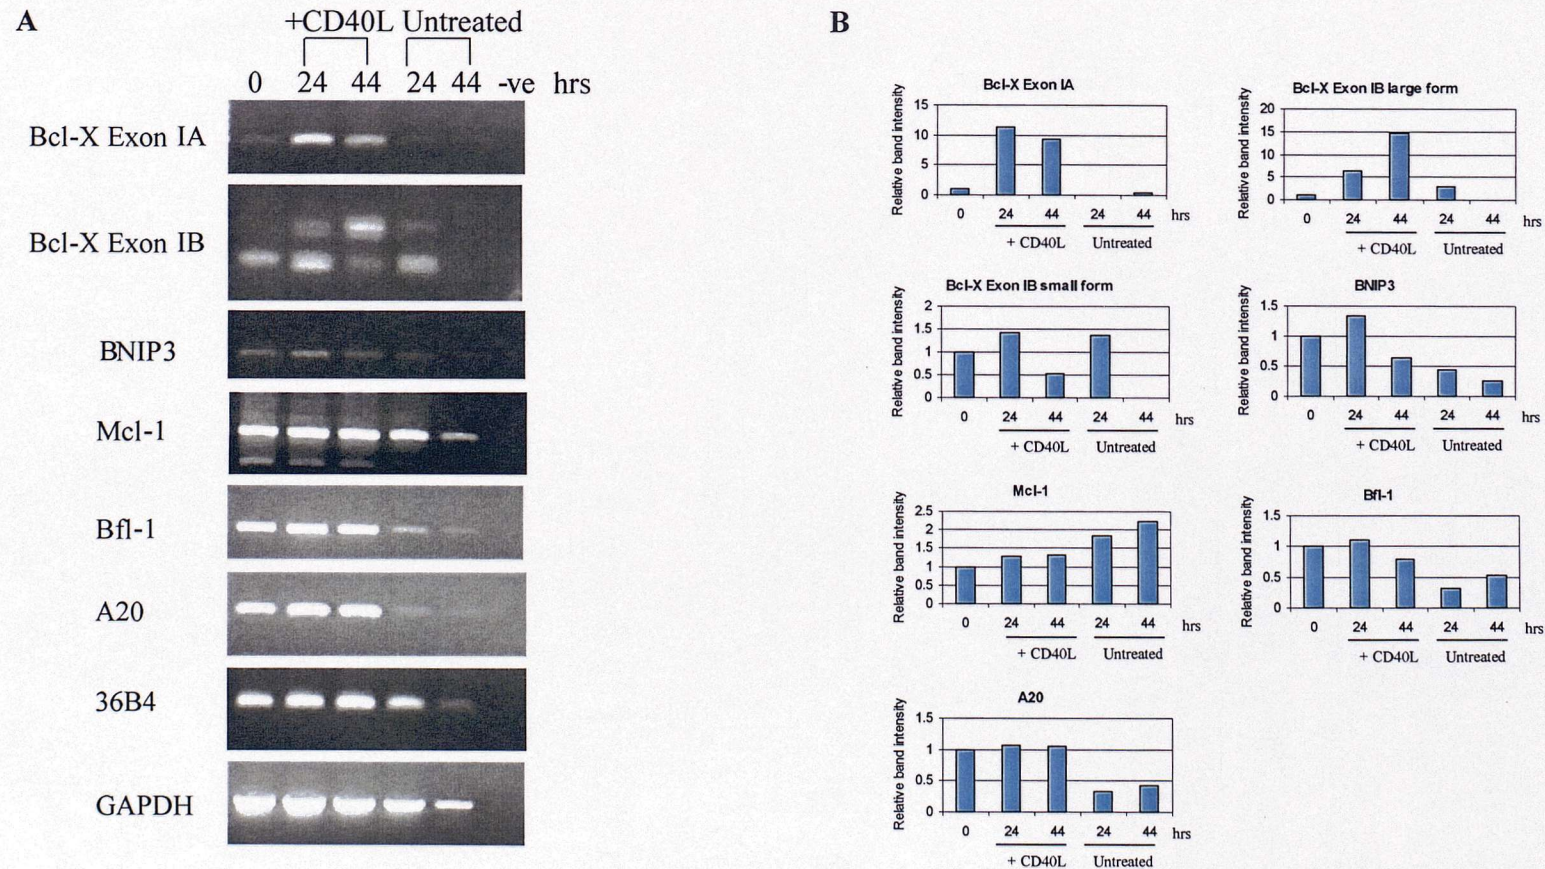 A
+CD40L Untreated
0 24 44 24 44 -ve hrs
Bcl-X Exon IA
Bcl-X Exon IB
BNIP3
Mcl-1
Bfl-1
A20
36B4
GAPDH
B
Bcl-X Exon IA
Relative band intensity
15
10
5
0
0 24 44 24 44 hrs
+ CD40L Untreated
Bcl-X Exon IB large form
Relative band intensity
20
15
10
5
0
0 24 44 24 44 hrs
+ CD40L Untreated
Bcl-X Exon IB small form
Relative band intensity
2
1.5
1
0.5
0
0 24 44 24 44 hrs
+ CD40L Untreated
BNIP3
Relative band intensity
1.5
1
0.5
0
0 24 44 24 44 hrs
+ CD40L Untreated
Mcl-1
Relative band intensity
2.5
2
1.5
1
0.5
0
0 24 44 24 44 hrs
+ CD40L Untreated
Bfl-1
Relative band intensity
1.5
1
0.5
0
0 24 44 24 44 hrs
+ CD40L Untreated
A20
Relative band intensity
1.5
1
0.5
0
0 24 44 24 44 hrs
+ CD40L Untreated